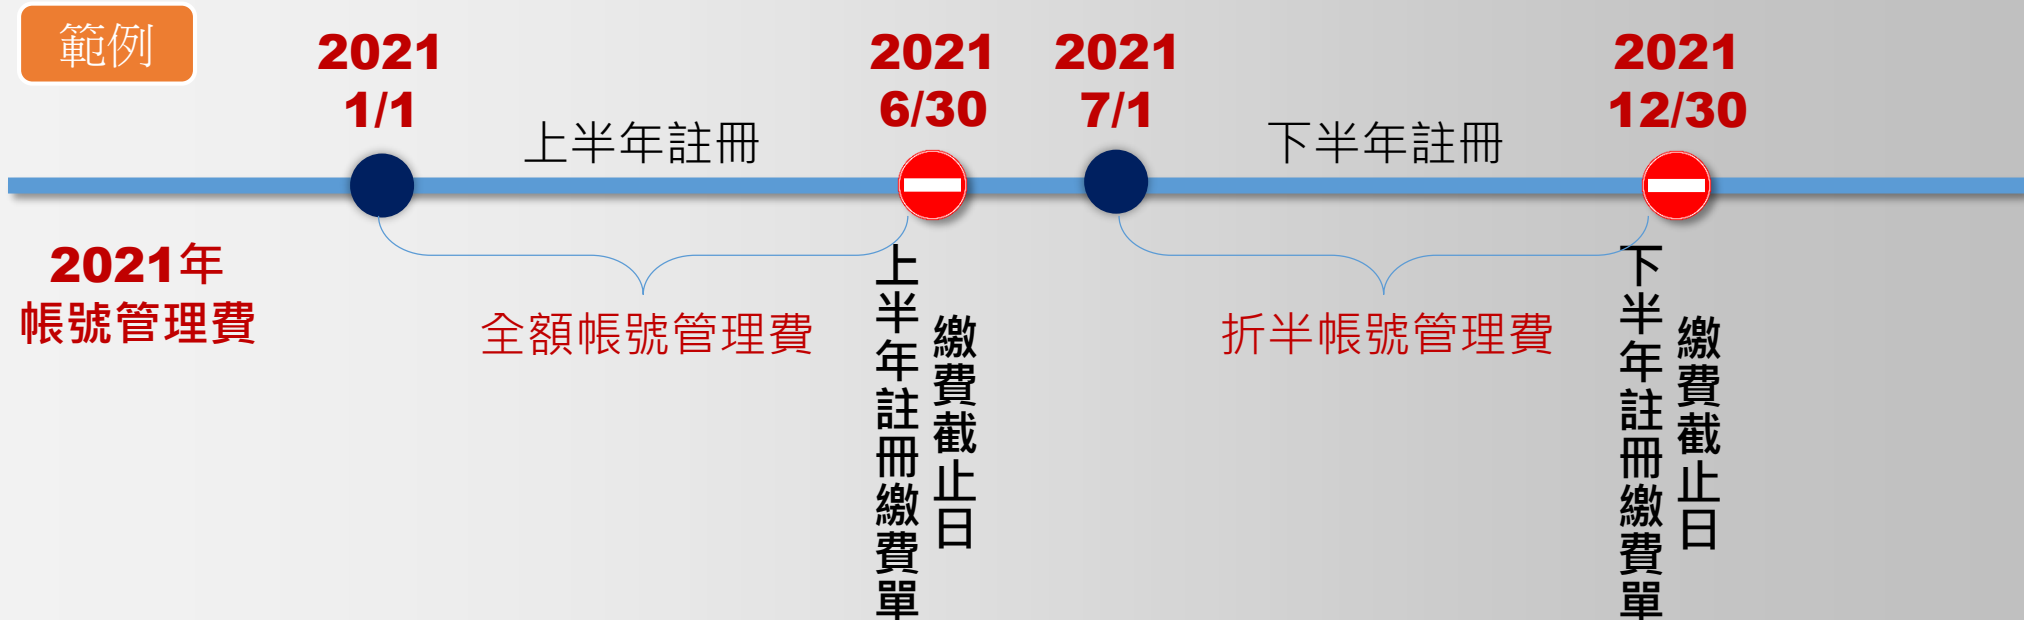 範例
2021
1/1
2021
6/30
2021
7/1
2021
12/30
上半年註冊
下半年註冊
2021年
帳號管理費
全額帳號管理費
折半帳號管理費
上半年註冊繳費單
繳費截止日
下半年註冊繳費單
繳費截止日